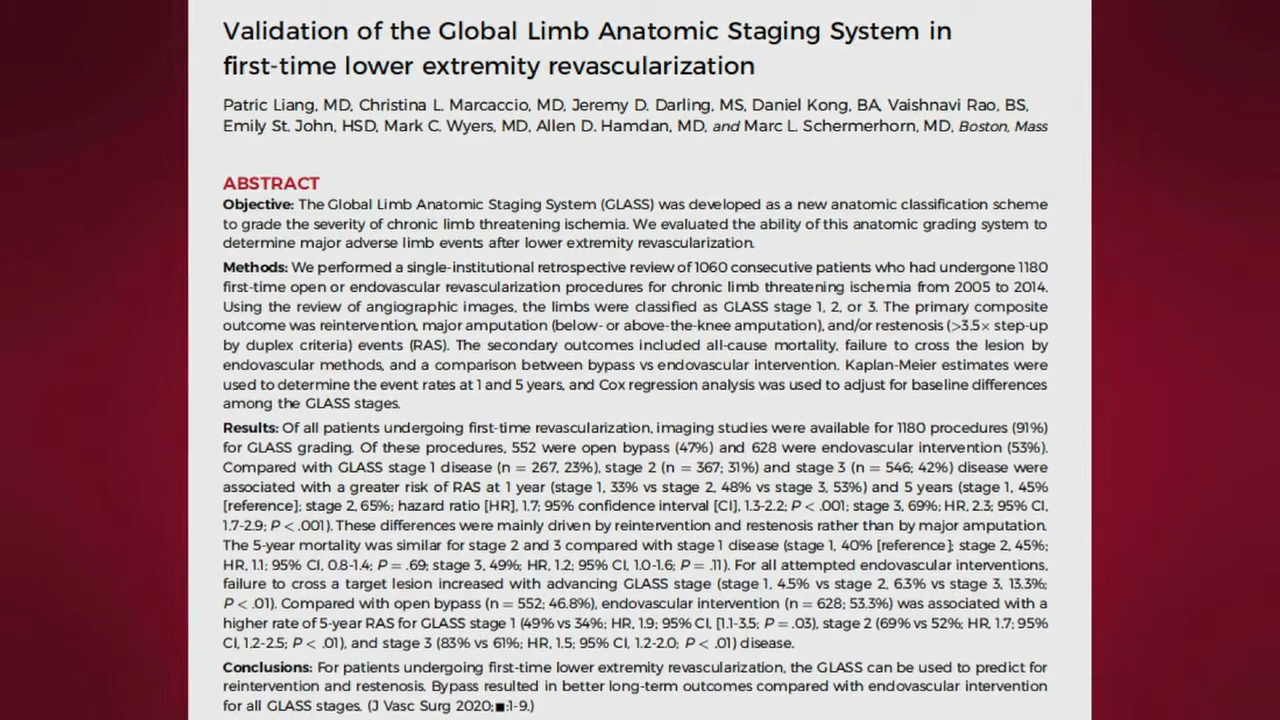 Validation of the Global Limb Anatomic Staging System in
first-time lower extremity revascularization
Patric Liang, MD, Christina L. Marcaccio, MD, Jeremy D. Darling, MS, Daniel Kong, BA, Vaishnavi Rao, BS,
Emily St. John, HSD, Mark C. Wyers, MD, Allen D. Hamdan, MD, and Marc L. Schermerhorn, MD, Boston, Mass
ABSTRACT
Objective: The Global Limb Anatomic Staging System (GLASS) was developed as a new anatomic classification scheme
to grade the severity of chronic limb threatening ischemia. We evaluated the ability of this anatomic grading system to
determine major adverse limb events after lower extremity revascularization.
Methods: We performed a single-institutional retrospective review of 1060 consecutive patients who had undergone 1180
first-time open or endovascular revascularization procedures for chronic limb threatening ischemia from 2005 to 2014.
Using the review of angiographic images, the limbs were classified as GLASS stage 1, 2, or 3. The primary composite
outcome was reintervention, major amputation (below- or above-the-knee amputation), and/or restenosis (>3.5× step-up
by duplex criteria) events (RAS). The secondary outcomes included all-cause mortality, failure to cross the lesion by
endovascular methods, and a comparison between bypass vs endovascular intervention. Kaplan-Meier estimates were
used to determine the event rates at 1 and 5 years, and Cox regression analysis was used to adjust for baseline differences
among the GLASS stages.
Results: Of all patients undergoing first-time revascularization, imaging studies were available for 1180 procedures (91%)
for GLASS grading. Of these procedures, 552 were open bypass (47%) and 628 were endovascular intervention (53%).
Compared with GLASS stage 1 disease (n = 267, 23%), stage 2 (n = 367; 31%) and stage 3 (n = 546; 42%) disease were
associated with a greater risk of RAS at 1 year (stage 1, 33% vs stage 2, 48% vs stage 3, 53%) and 5 years (stage 1, 45%
[reference]; stage 2, 65%; hazard ratio [HR], 1.7; 95% confidence interval [CI], 1.3-2.2; P < .001; stage 3, 69%; HR, 2.3; 95% CI,
1.7-2.9; P < .001). These differences were mainly driven by reintervention and restenosis rather than by major amputation.
The 5-year mortality was similar for stage 2 and 3 compared with stage 1 disease (stage 1, 40% [reference]; stage 2, 45%;
HR, 1.1; 95% CI, 0.8-1.4; P = .69; stage 3, 49%; HR, 1.2; 95% CI, 1.0-1.6; P = .11). For all attempted endovascular interventions,
failure to cross a target lesion increased with advancing GLASS stage (stage 1, 4.5% vs stage 2, 6.3% vs stage 3, 13.3%;
P < .01). Compared with open bypass (n = 552; 46.8%), endovascular intervention (n = 628; 53.3%) was associated with a
higher rate of 5-year RAS for GLASS stage 1 (49% vs 34%; HR, 1.9; 95% CI, [1.1-3.5; P = .03), stage 2 (69% vs 52%; HR, 1.7; 95%
CI, 1.2-2.5; P < .01), and stage 3 (83% vs 61%; HR, 1.5; 95% CI, 1.2-2.0; P < .01) disease.
Conclusions: For patients undergoing first-time lower extremity revascularization, the GLASS can be used to predict for
reintervention and restenosis. Bypass resulted in better long-term outcomes compared with endovascular intervention
for all GLASS stages. (J Vasc Surg 2020;■:1-9.)